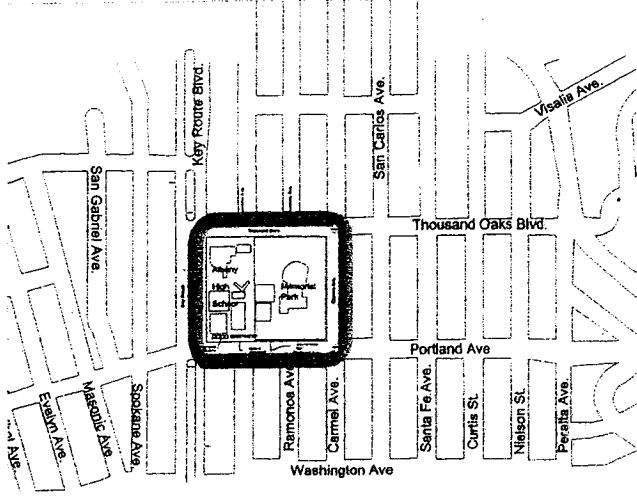 Key Route Blvd.
San Carlos Ave.
Visalia Ave.
San Gabriel Ave.
Thousand Oaks Blvd.
Albany
High
School
Memorial
Park
Portland Ave
Ramonoa Ave
Carmel Ave.
Santa Fe Ave.
Curtis St.
Nielson St.
Peralta Ave.
Spokane Ave
Masonic Ave
Evelyn Ave.
Ave.
Washington Ave